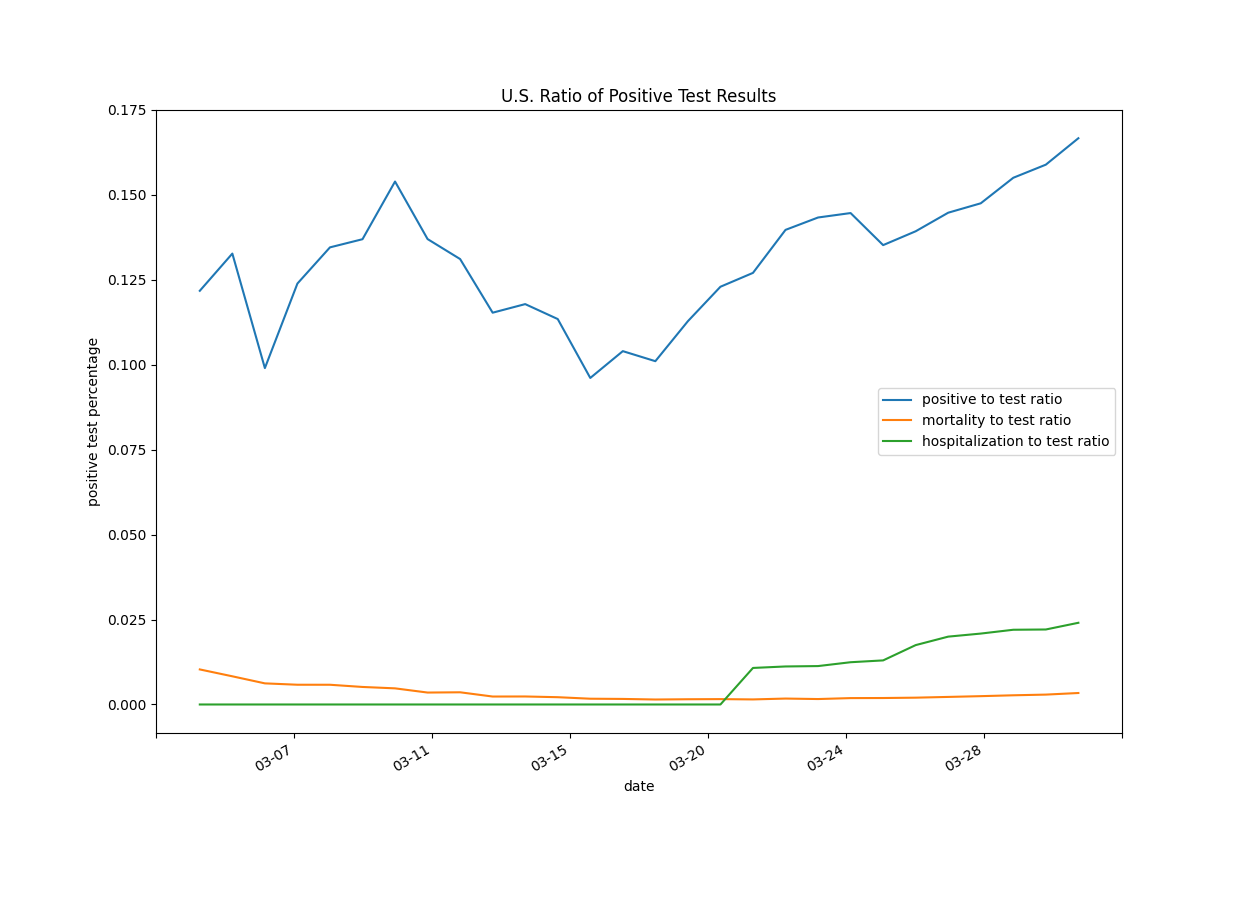 U.S. Ratio of Positive Test Results
0.175
0.150
0.125
0.100
0.075
0.050
0.025
0.000
positive test percentage
positive to test ratio
mortality to test ratio
hospitalization to test ratio
03-07
03-11
03-15
03-20
03-24
03-28
date